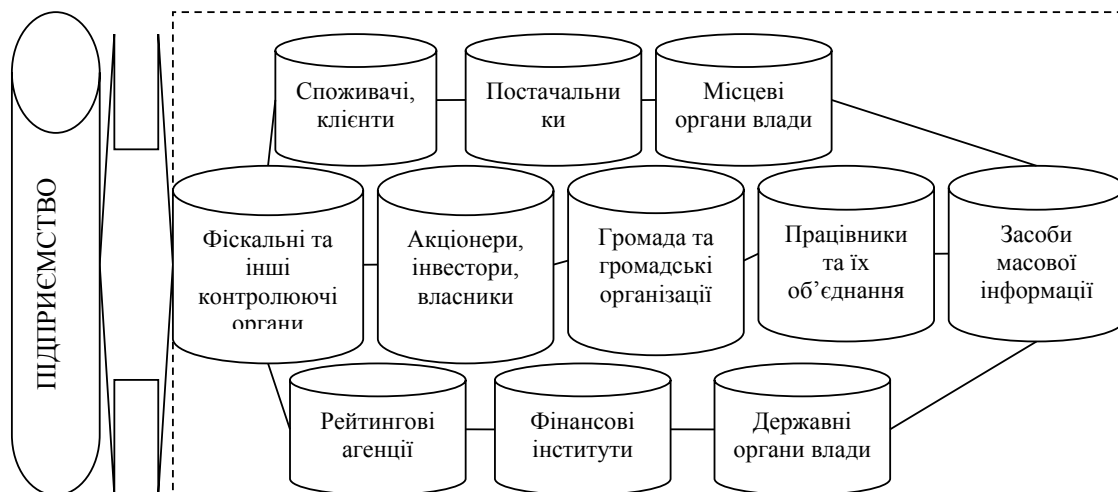 ПІДПРИЄМСТВО
Споживачі,
клієнти
Постачальни
ки
Місцеві
органи влади
Фіскальні та
інші
контролюючі
органи
Акціонери,
інвестори,
власники
Громада та
громадські
організації
Працівники
та їх
об’єднання
Засоби
масової
інформації
Рейтингові
агенції
Фінансові
інститути
Державні
органи влади